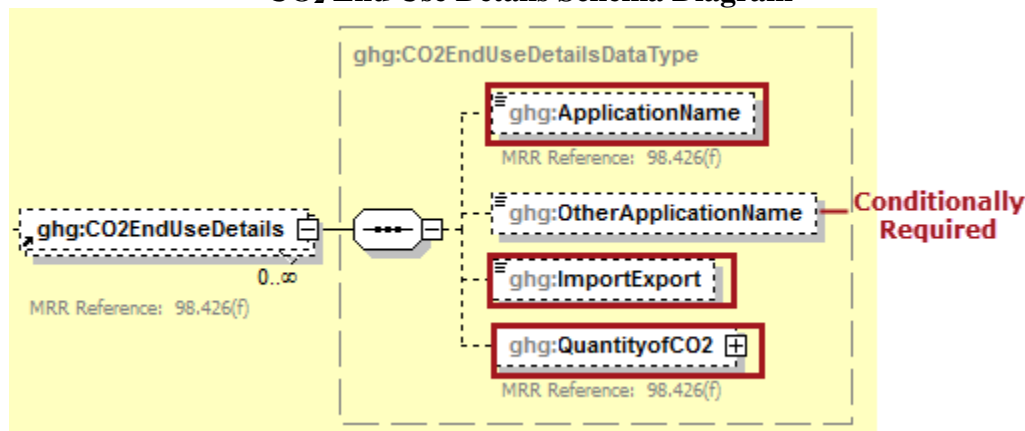 CO₂ End Use Details Schema Diagram
ghg:CO2EndUseDetailsDataType
ghg:ApplicationName
MRR Reference: 98.426(f)
ghg:OtherApplicationName
Conditionally
Required
ghg:CO2EndUseDetails
0..∞
MRR Reference: 98.426(f)
ghg:ImportExport
ghg:QuantityofCO2
MRR Reference: 98.426(f)